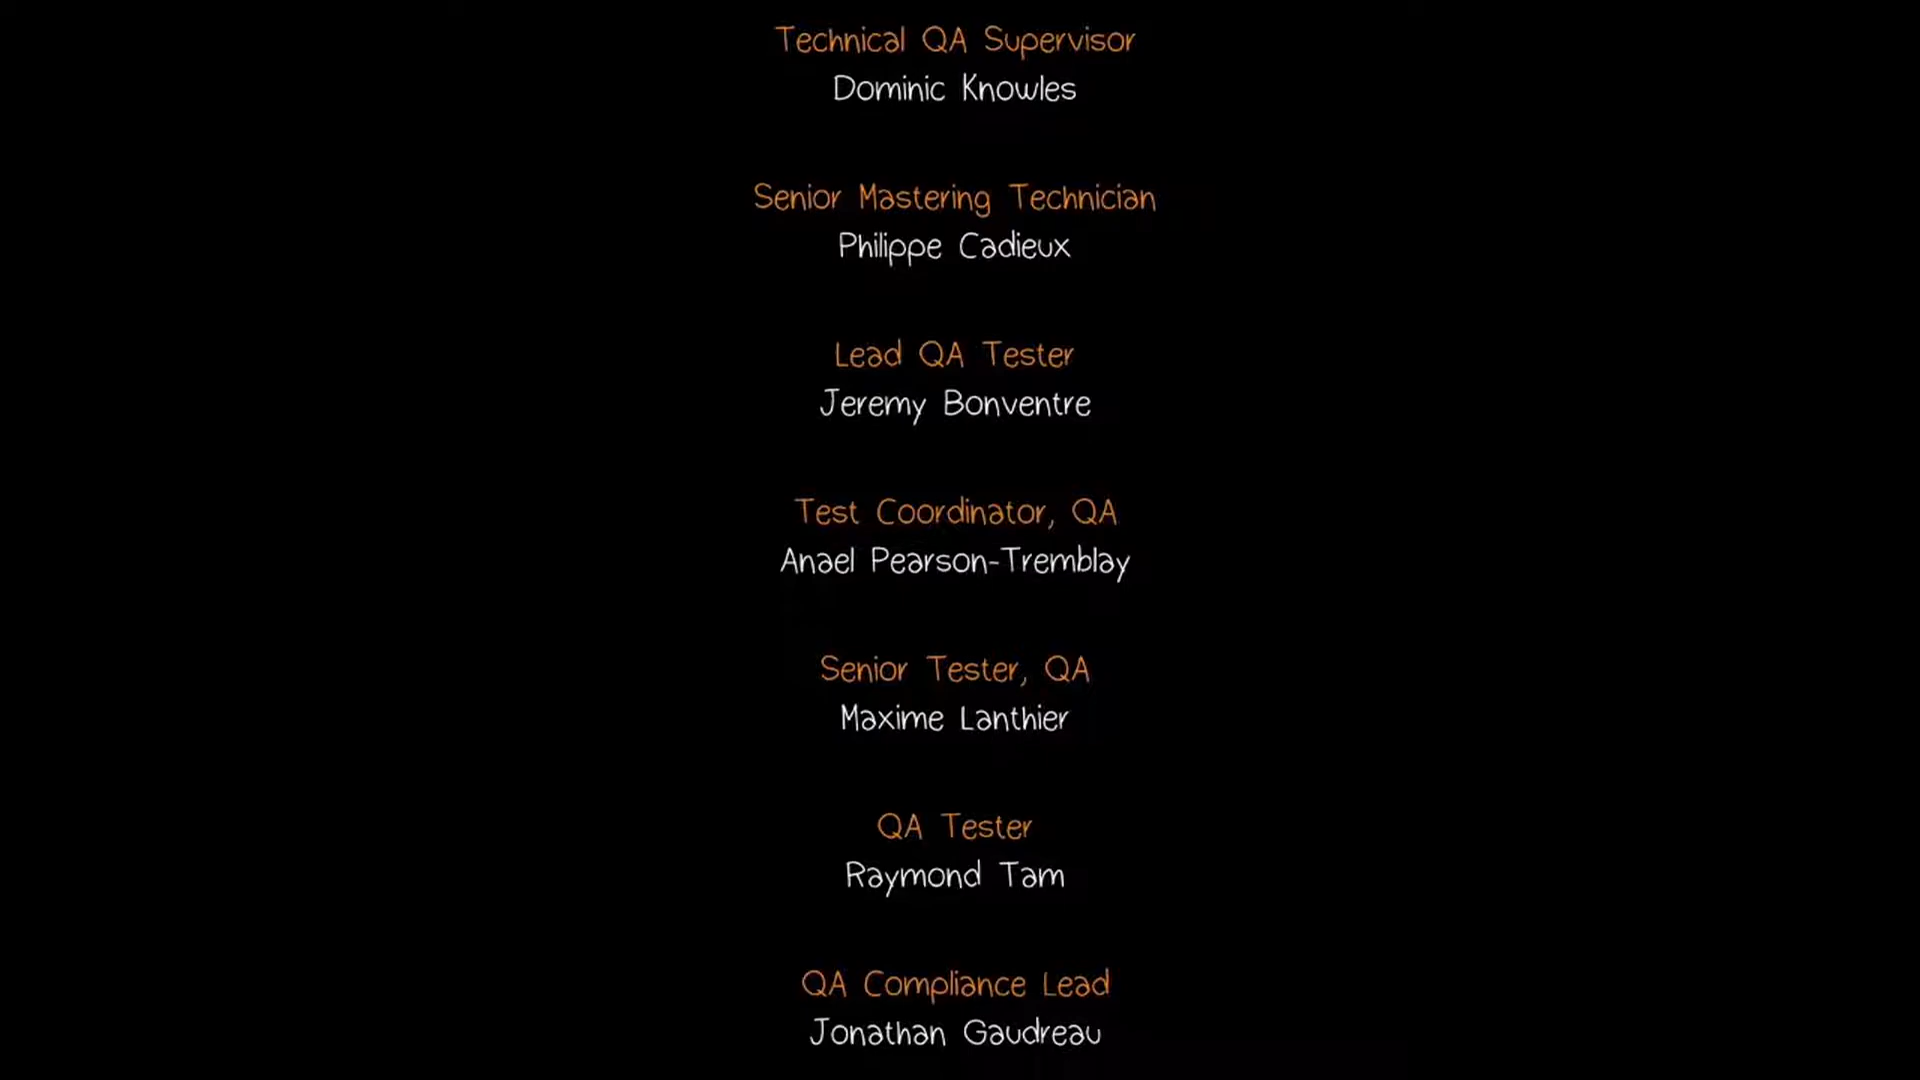 Technical QA Supervisor
Dominic Knowles
Senior Mastering Technician
Philippe Cadieux
Lead QA Tester
Jeremy Bonventre
Test Coordinator, QA
Anael Pearson-Tremblay
Senior Tester, QA
Maxime Lanthier
QA Tester
Raymond Tam
QA Compliance Lead
Jonathan Gaudreau